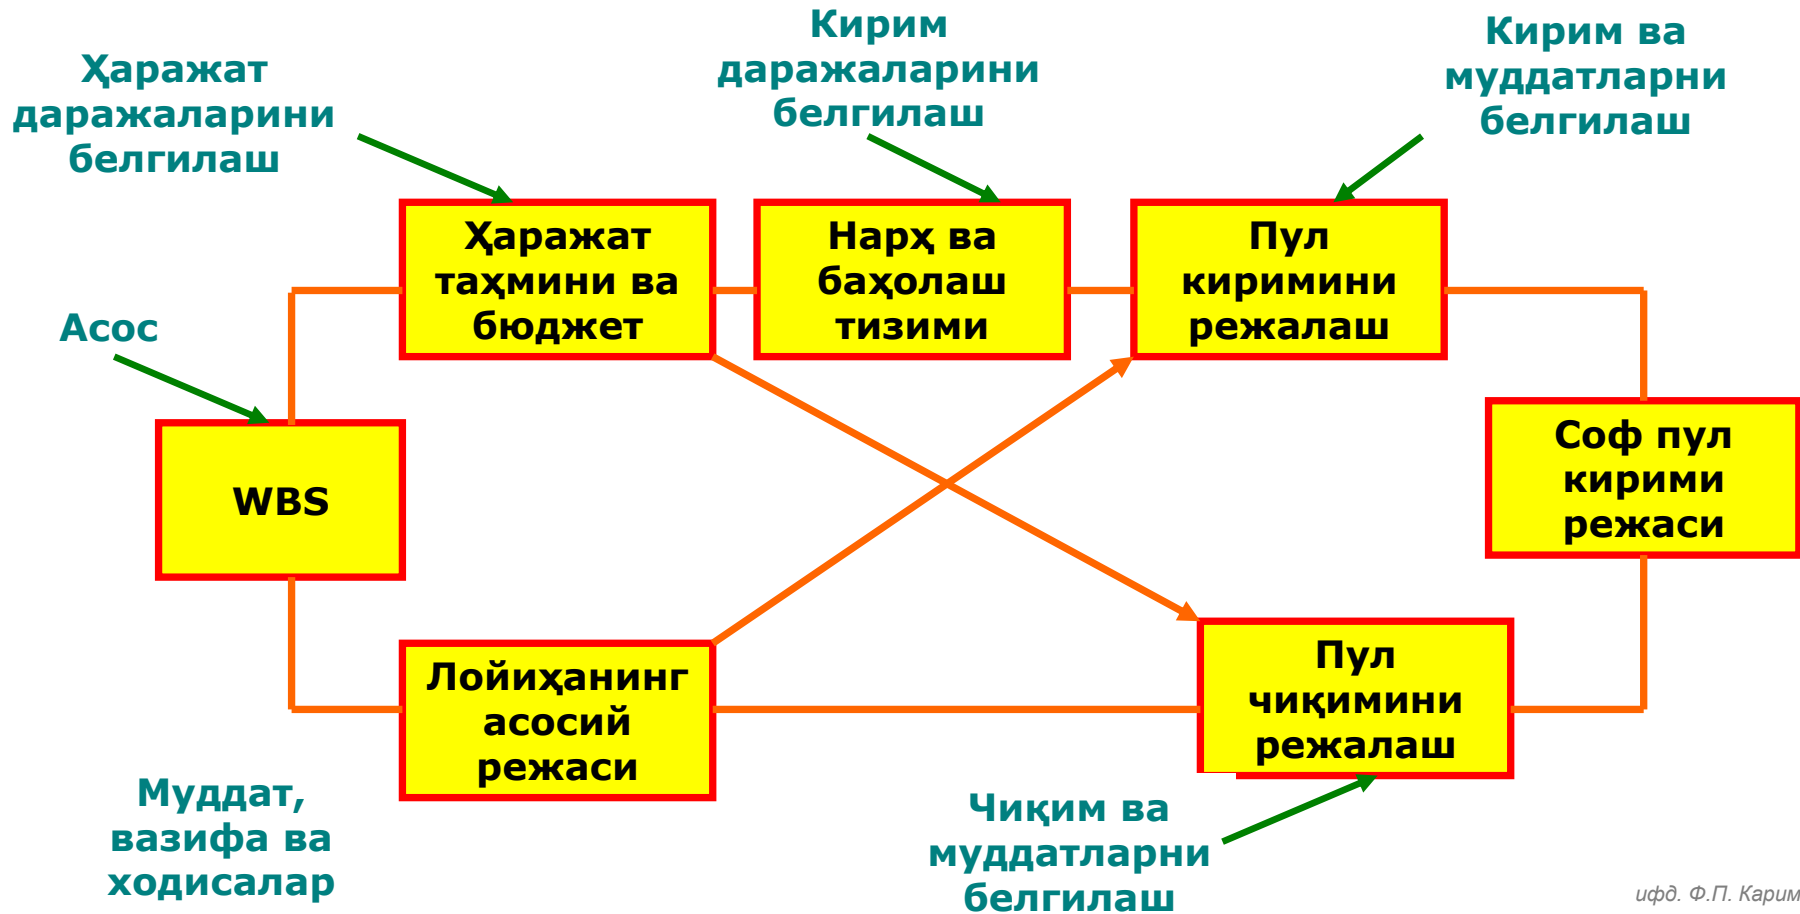 Ҳаражат
даражаларини
белгилаш
Кирим
даражаларини
белгилаш
Кирим ва
муддатларни
белгилаш
Ҳаражат
таҳмини ва
бюджет
Нарҳ ва
баҳолаш
тизими
Пул
киримини
режалаш
Асос
WBS
Соф пул
кирими
режаси
Лойиҳанинг
асосий
режаси
Пул
чиқимини
режалаш
Муддат,
вазифа ва
ходисалар
Чиқим ва
муддатларни
белгилаш
ифд. Ф.П. Карим